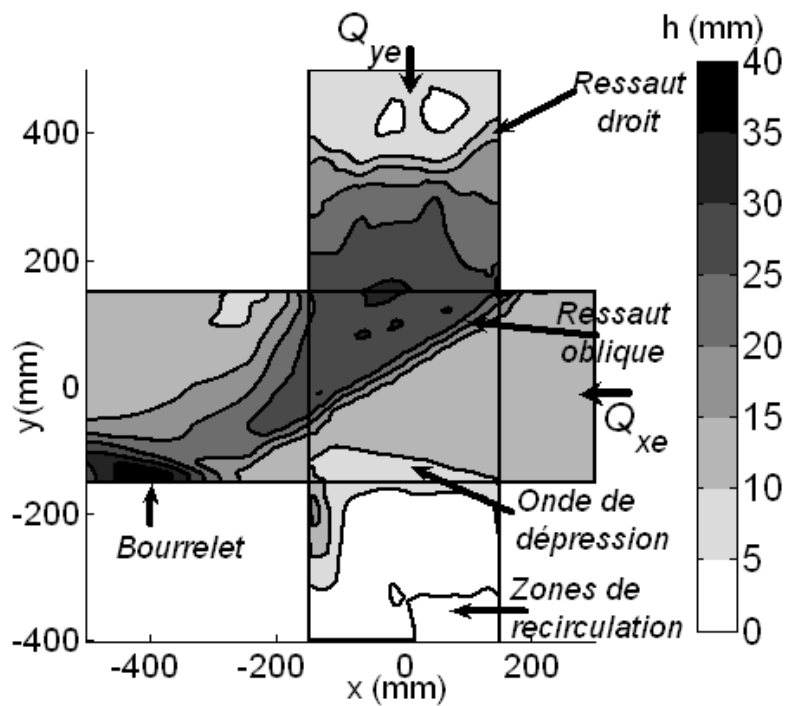 Q_ye
h (mm)
40
35
30
25
20
15
10
5
0
Ressaut
droit
400
200
0
-200
-400
y(mm)
Ressaut
oblique
Q_xe
Onde de
dépression
Bourrelet
Zones de
recirculation
-400
-200
0
200
x (mm)